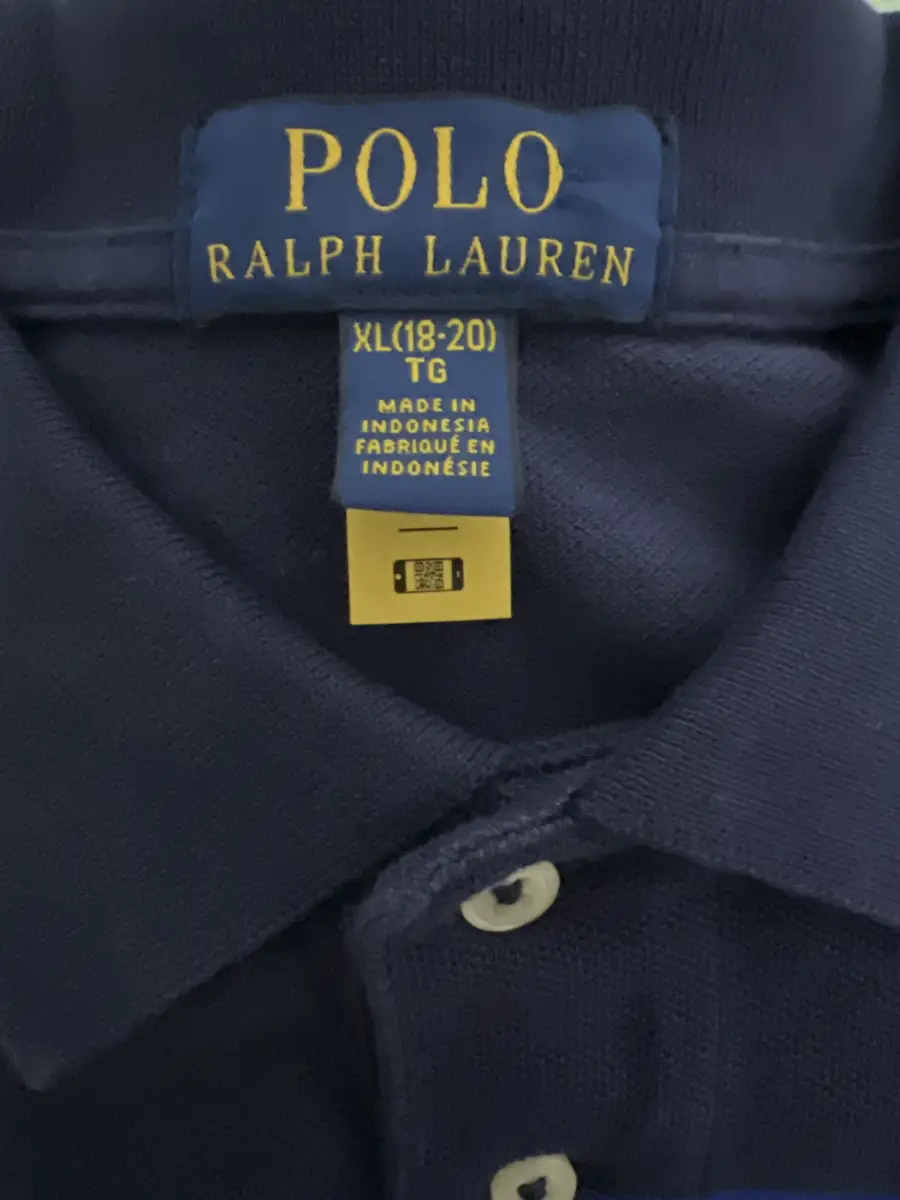 POLO
RALPH LAUREN
XL(18-20)
TG
MADE IN
INDONESIA
FABRIQUÉ EN
INDONÉSIE